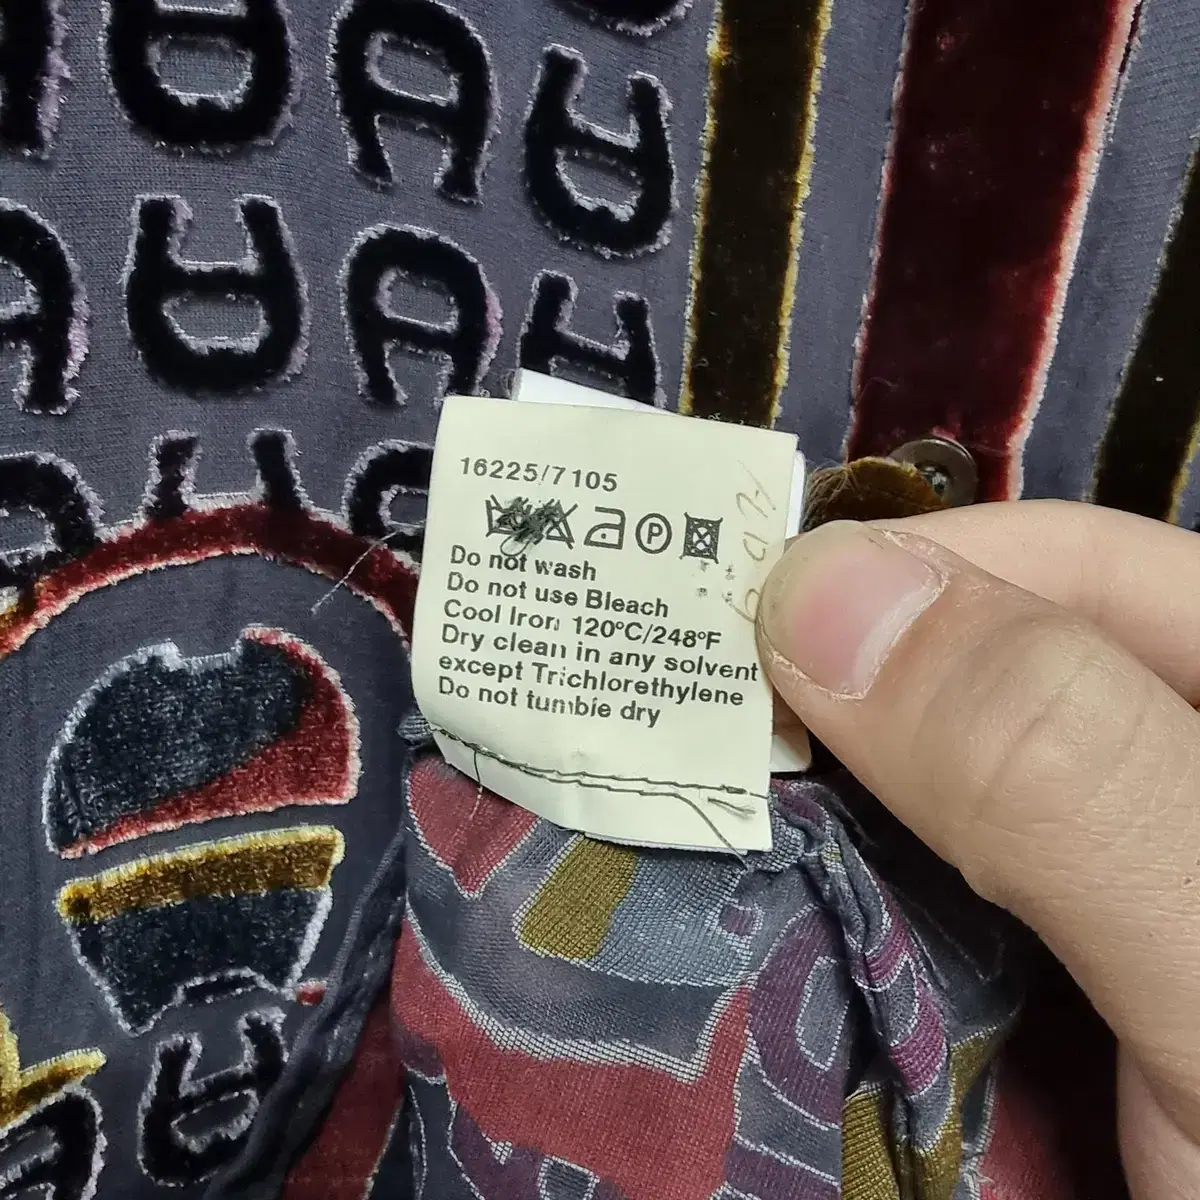 16225/7105
P
Do not wash
Do not use Bleach
Cool Iron 120°C/248°F
Dry clean in any solvent
except Trichlorethylene
Do not tumble dry